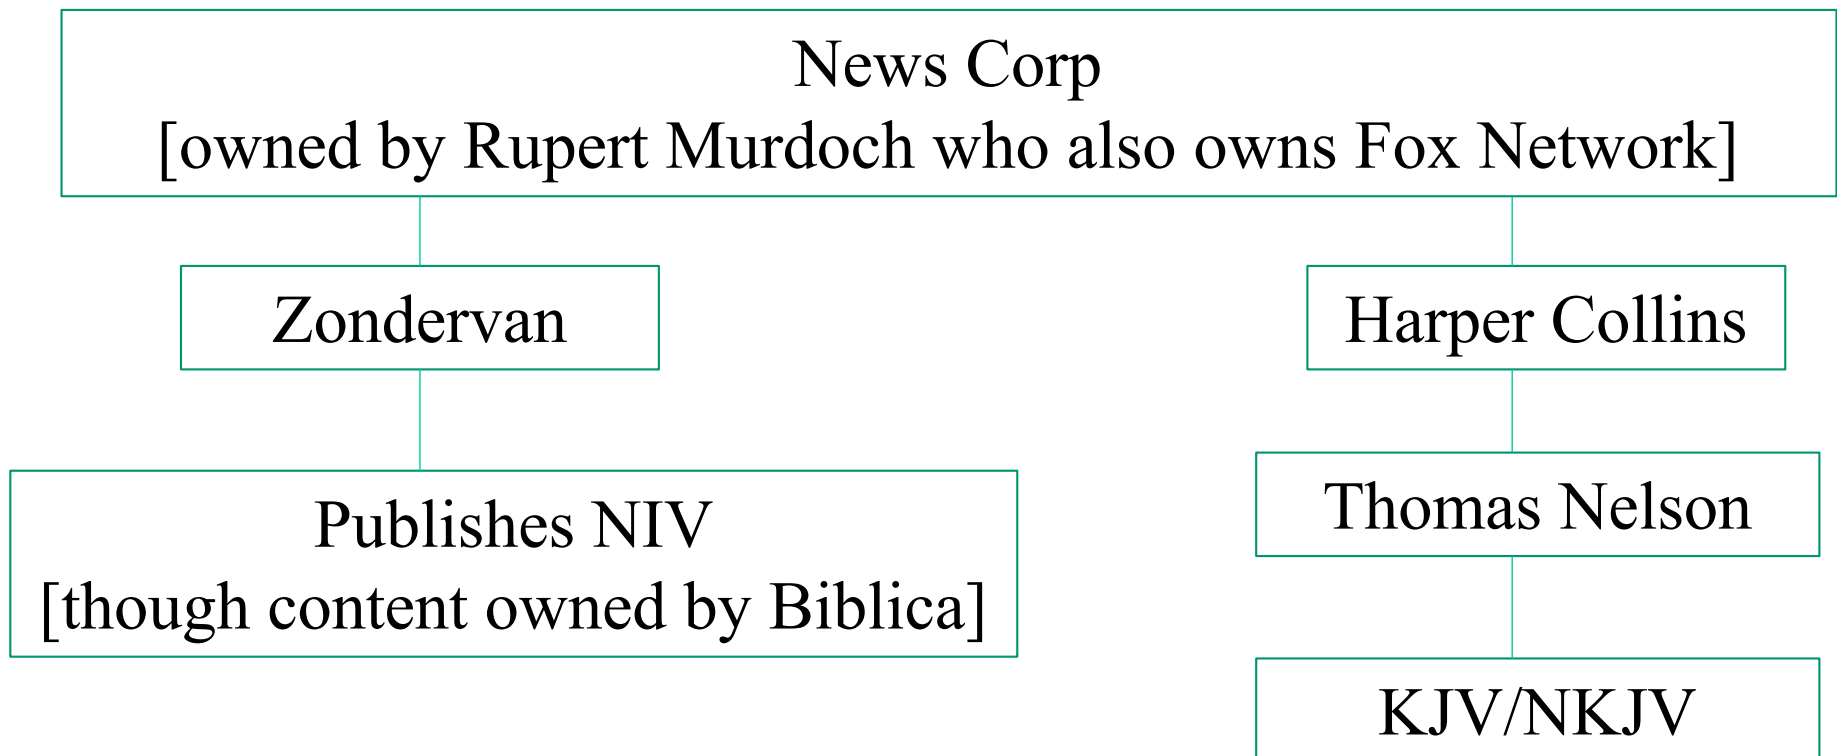 News Corp
[owned by Rupert Murdoch who also owns Fox Network]
Zondervan
Harper Collins
Publishes NIV
[though content owned by Biblica]
Thomas Nelson
KJV/NKJV